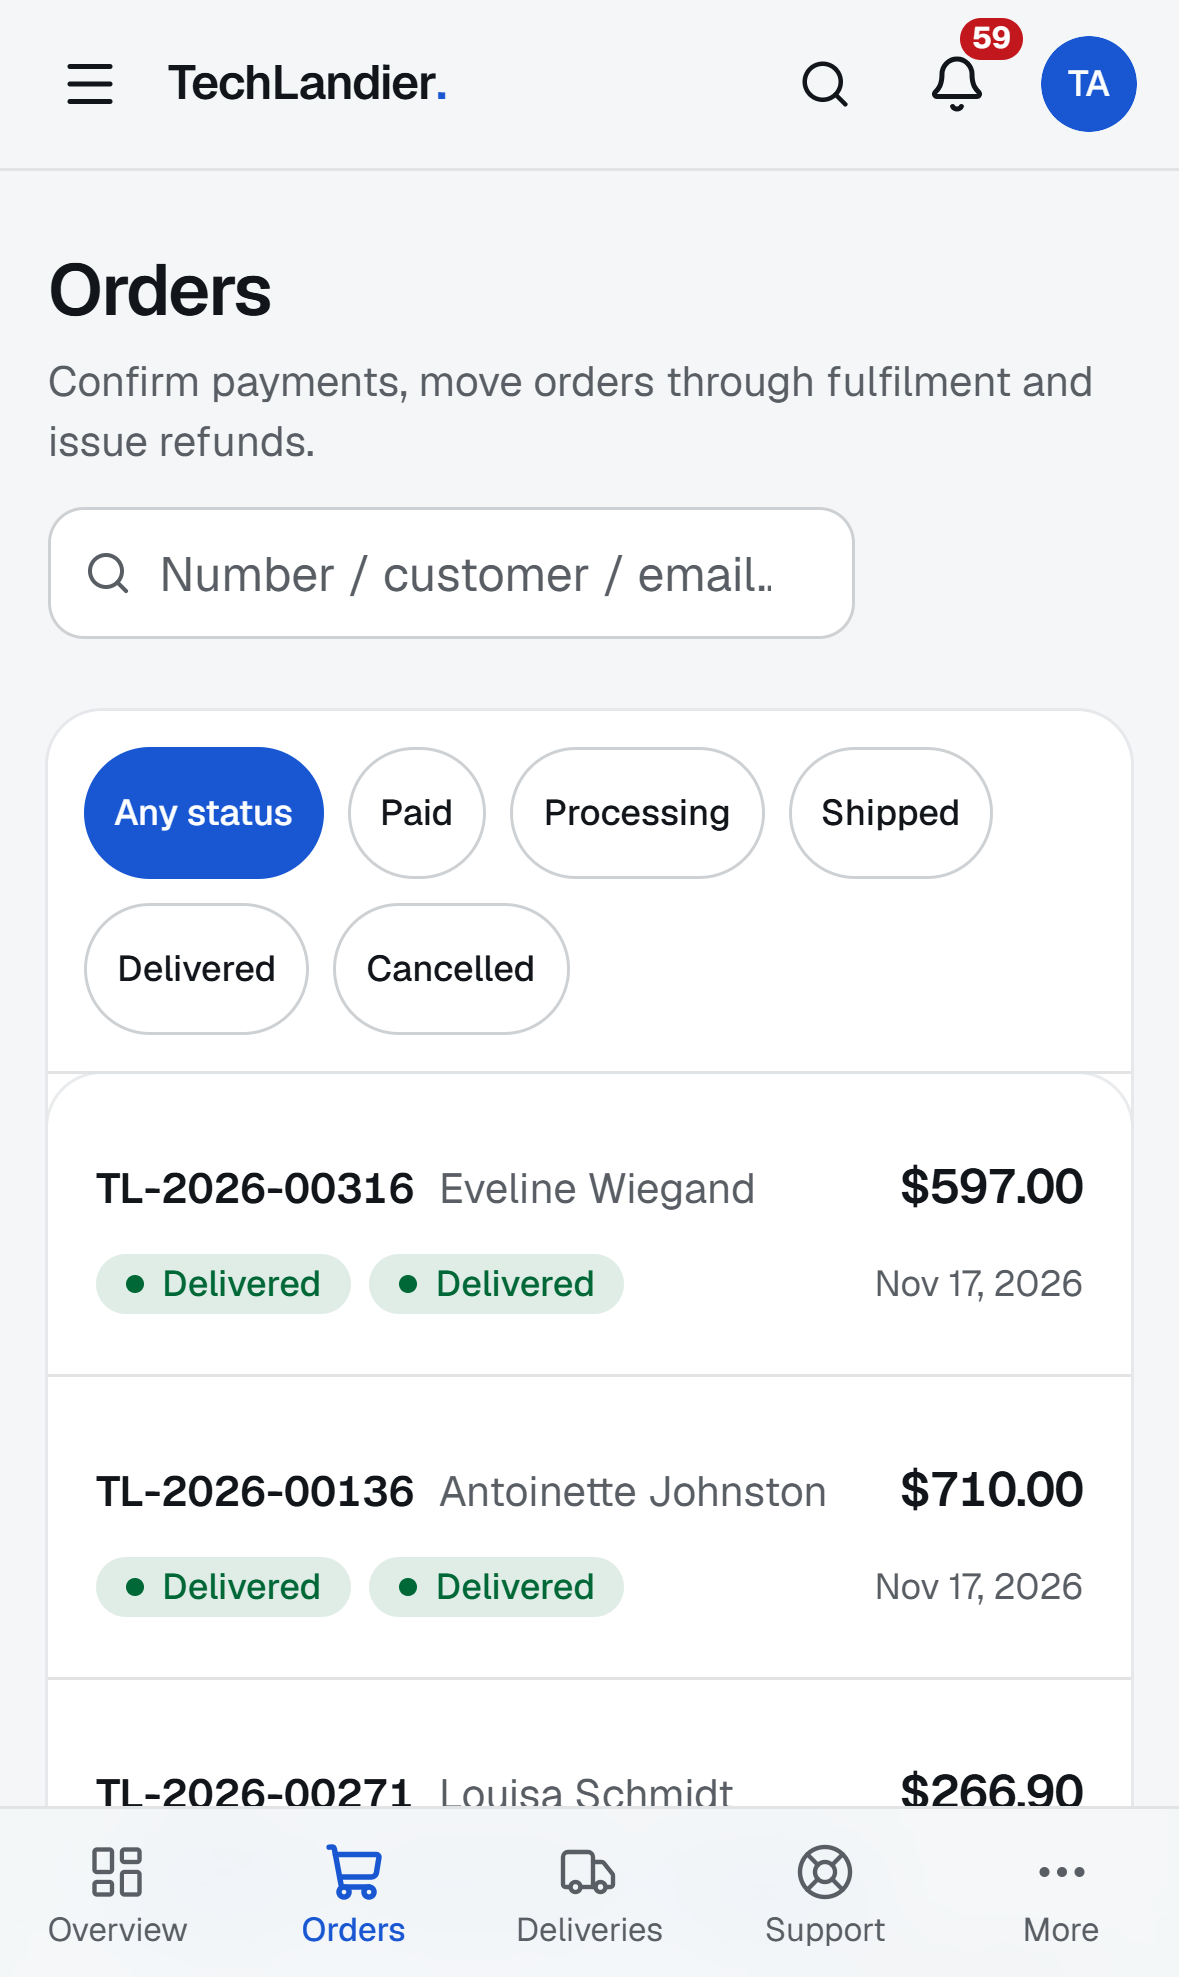 TechLandier.
59
TA
Orders
Confirm payments, move orders through fulfilment and
issue refunds.
Number / customer / email..
Any status
Paid
Processing
Shipped
Delivered
Cancelled
TL-2026-00316 Eveline Wiegand $597.00
Delivered Delivered Nov 17, 2026
TL-2026-00136 Antoinette Johnston $710.00
Delivered Delivered Nov 17, 2026
TL-2026-00271 Louisa Schmidt $266.90
Overview
Orders
Deliveries
Support
More